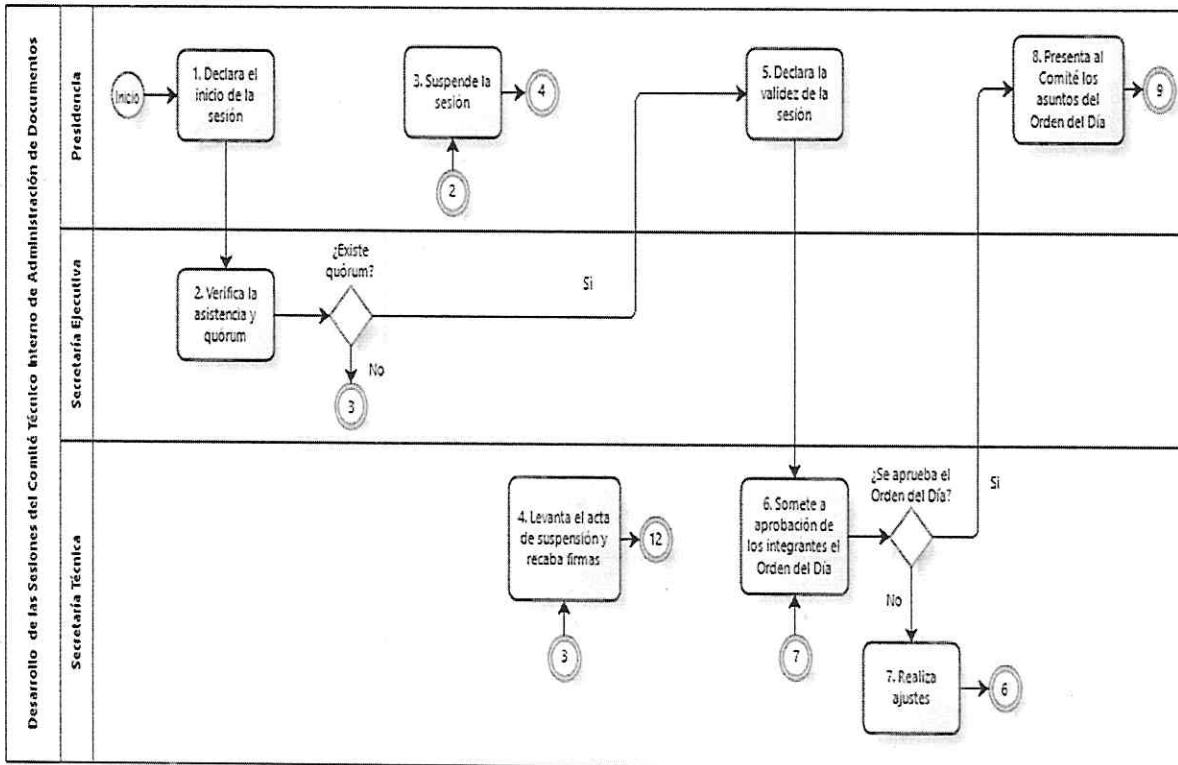 Desarrollo de las Sesiones del Comité Técnico Interno de Administración de Documentos
Presidencia
Inicio
1. Declara el
inicio de la
sesión
3. Suspende la
sesión
4
2
5. Declara la
validez de la
sesión
8. Presenta al
Comité los
asuntos del
Orden del Día
9
Secretaría Ejecutiva
2. Verifica la
asistencia y
quórum
¿Existe
quórum?
Si
No
3
Secretaría Técnica
4. Levanta el acta
de suspensión y
recaba firmas
12
3
6. Somete a
aprobación de
los integrantes el
Orden del Día
7
¿Se aprueba el
Orden del Día?
Si
No
7. Realiza
ajustes
6